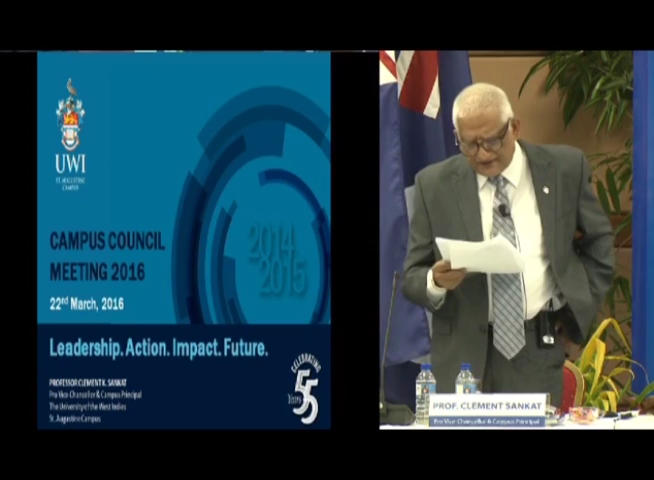 UWI
ST. AUGUSTINE
CAMPUS
2014
2015
CAMPUS COUNCIL
MEETING 2016
22nd March, 2016
Leadership. Action. Impact. Future.
PROFESSOR CLEMENT K. SANKAT
Pro Vice-Chancellor & Campus Principal
The University of the West Indies
St. Augustine Campus
CELEBRATING
55
Years
PROF. CLEMENT SANKAT
Pro Vice-Chancellor & Campus Principal